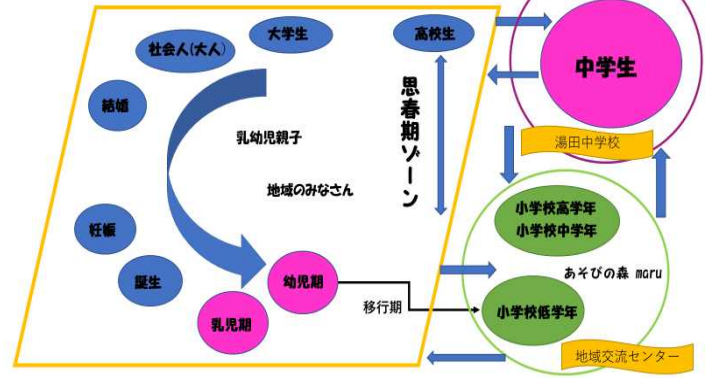 社会人(大人)
大学生
高校生
中学生
結婚
思春期ゾーン
乳幼児親子
湯田中学校
地域のみなさん
小学校高学年
小学校中学年
妊娠
あそびの森 maru
誕生
幼児期
移行期
小学校低学年
乳児期
地域交流センター